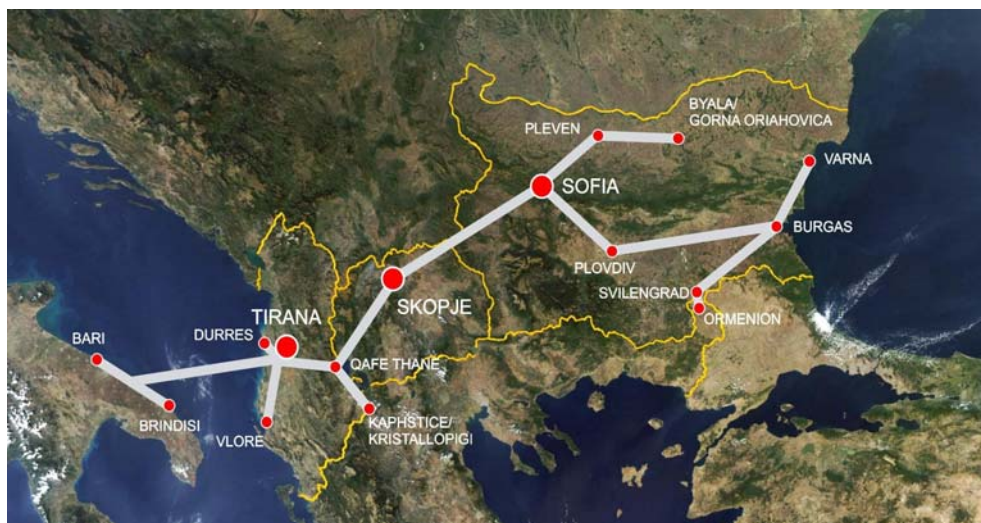 PLEVEN
BYALA/
GORNA ORIAHOVICA
VARNA
SOFIA
BURGAS
PLOVDIV
SVILENGRAD
ORMENION
SKOPJE
TIRANA
DURRES
BARI
QAFE THANE
BRINDISI
VLORE
KAPHSTICE/
KRISTALLOPIGI